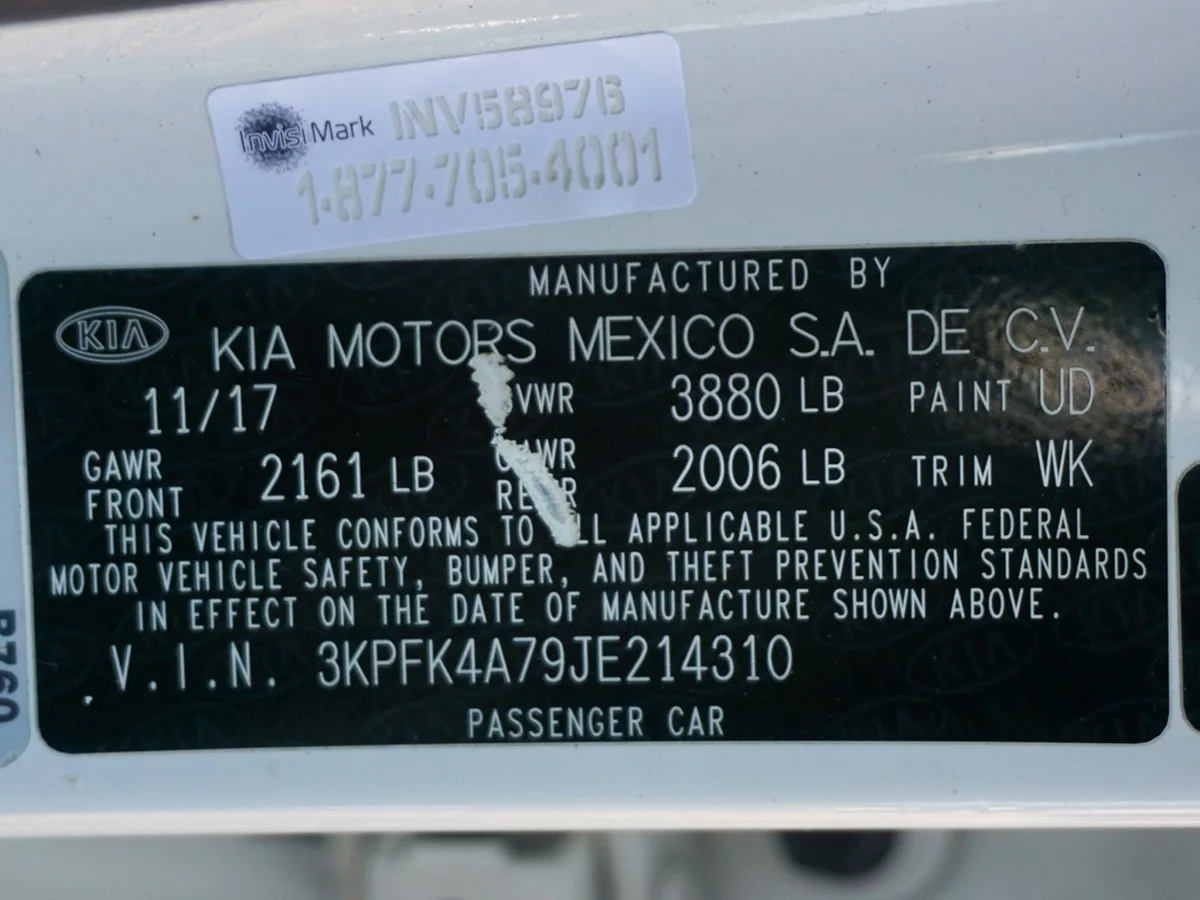 InvisiMark INV58976
1·877·705·4001
MANUFACTURED BY
KIA KIA MOTORS MEXICO S.A. DE C.V.
11/17 VWR 3880 LB PAINT UD
GAWR FRONT 2161 LB 2006 LB TRIM WK
THIS VEHICLE CONFORMS TO APPLICABLE U.S.A. FEDERAL
MOTOR VEHICLE SAFETY, BUMPER, AND THEFT PREVENTION STANDARDS
IN EFFECT ON THE DATE OF MANUFACTURE SHOWN ABOVE.
V.I.N. 3KPFK4A79JE214310
PASSENGER CAR